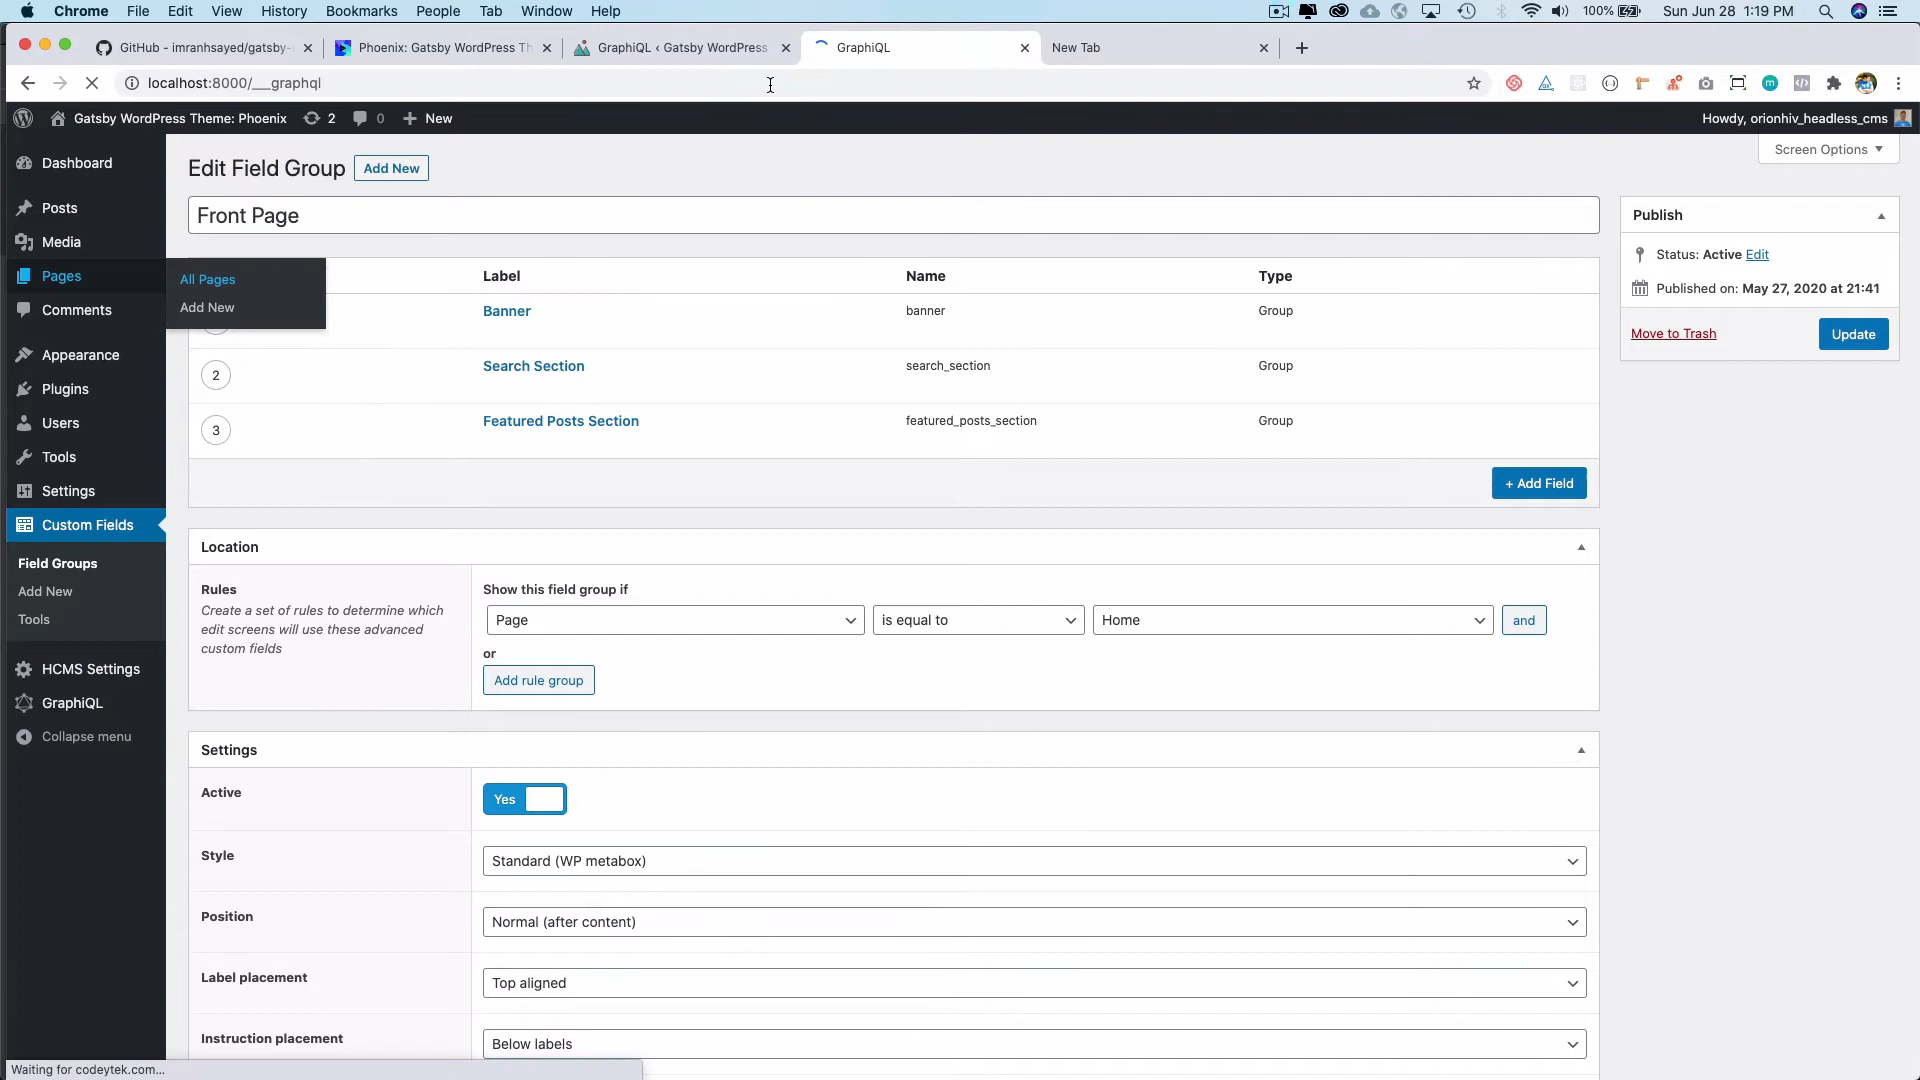 Chrome File Edit View History Bookmarks People Tab Window Help
100% Sun Jun 28 1:19 PM
GitHub - imranhsayed/gatsby-
Phoenix: Gatsby WordPress Th
GraphiQL ‹ Gatsby WordPress
GraphiQL
New Tab
localhost:8000/___graphql
Gatsby WordPress Theme: Phoenix 2 0 New
Howdy, orionhiv_headless_cms
Dashboard
Posts
Media
Pages
Comments
Appearance
Plugins
Users
Tools
Settings
Custom Fields
Field Groups
Add New
Tools
HCMS Settings
GraphiQL
Collapse menu
All Pages
Add New
Screen Options
Edit Field Group Add New
Front Page
Label Name Type
Banner banner Group
2 Search Section search_section Group
3 Featured Posts Section featured_posts_section Group
+ Add Field
Location
Rules
Create a set of rules to determine which
edit screens will use these advanced
custom fields
Show this field group if
Page is equal to Home and
or
Add rule group
Settings
Active Yes
Style Standard (WP metabox)
Position Normal (after content)
Label placement Top aligned
Instruction placement Below labels
Publish
Status: Active Edit
Published on: May 27, 2020 at 21:41
Move to Trash Update
Waiting for codeytek.com...